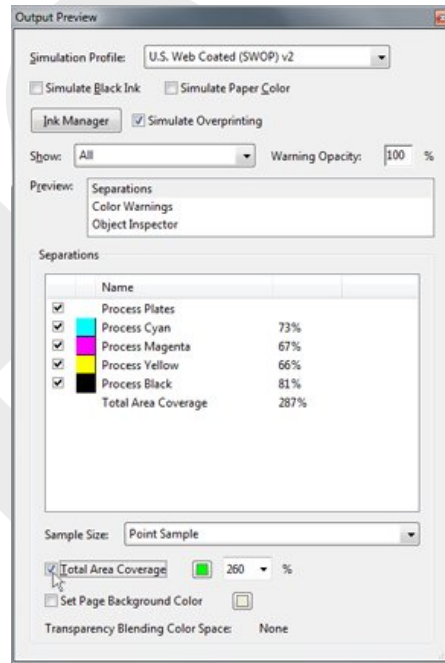 Output Preview
Simulation Profile: U.S. Web Coated (SWOP) v2
Simulate Black Ink Simulate Paper Color
Ink Manager Simulate Overprinting
Show: All Warning Opacity: 100 %
Preview: Separations
Color Warnings
Object Inspector
Separations
Name
Process Plates
Process Cyan 73%
Process Magenta 67%
Process Yellow 66%
Process Black 81%
Total Area Coverage 287%
Sample Size: Point Sample
Total Area Coverage 260 %
Set Page Background Color
Transparency Blending Color Space: None